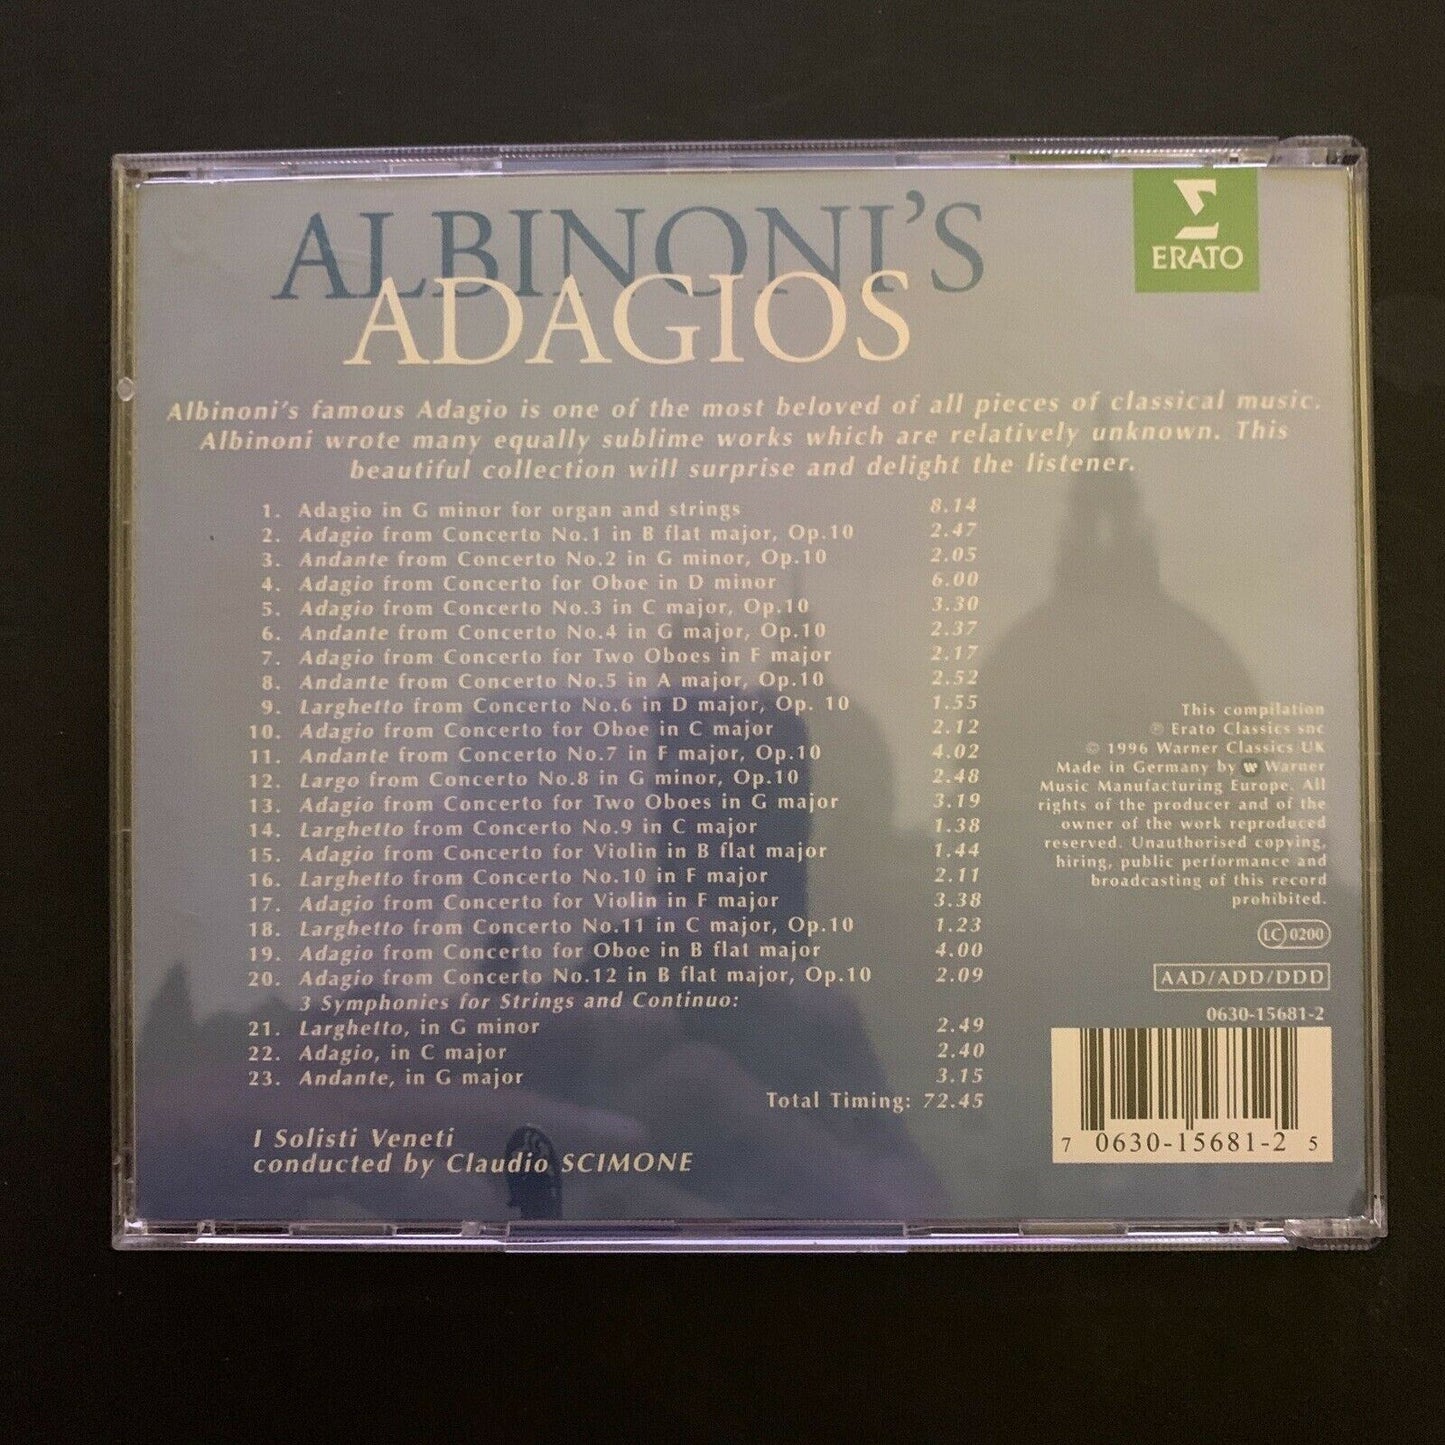 ALBINONI'S
ADAGIOS
ERATO
Albinoni's famous Adagio is one of the most beloved of all pieces of classical music.
Albinoni wrote many equally sublime works which are relatively unknown. This
beautiful collection will surprise and delight the listener.
1. Adagio in G minor for organ and strings 8.14
2. Adagio from Concerto No.1 in B flat major, Op.10 2.47
3. Andante from Concerto No.2 in G minor, Op.10 2.05
4. Adagio from Concerto for Oboe in D minor 6.00
5. Adagio from Concerto No.3 in C major, Op.10 3.30
6. Andante from Concerto No.4 in G major, Op.10 2.37
7. Adagio from Concerto for Two Oboes in F major 2.17
8. Andante from Concerto No.5 in A major, Op.10 2.52
9. Larghetto from Concerto No.6 in D major, Op. 10 1.55
10. Adagio from Concerto for Oboe in C major 2.12
11. Andante from Concerto No.7 in F major, Op.10 4.02
12. Largo from Concerto No.8 in G minor, Op.10 2.48
13. Adagio from Concerto for Two Oboes in G major 3.19
14. Larghetto from Concerto No.9 in C major 1.38
15. Adagio from Concerto for Violin in B flat major 1.44
16. Larghetto from Concerto No.10 in F major 2.11
17. Adagio from Concerto for Violin in F major 3.38
18. Larghetto from Concerto No.11 in C major, Op.10 1.23
19. Adagio from Concerto for Oboe in B flat major 4.00
20. Adagio from Concerto No.12 in B flat major, Op.10 2.09
3 Symphonies for Strings and Continuo:
21. Larghetto, in G minor 2.49
22. Adagio, in C major 2.40
23. Andante, in G major 3.15
Total Timing: 72.45
I Solisti Veneti
conducted by Claudio SCIMONE
This compilation
℗ Erato Classics snc
© 1996 Warner Classics UK
Made in Germany by Warner
Music Manufacturing Europe. All
rights of the producer and of the
owner of the work reproduced
reserved. Unauthorised copying,
hiring, public performance and
broadcasting of this record
prohibited.
LC 0200
AAD/ADD/DDD
0630-15681-2
7 0630-15681-2 5